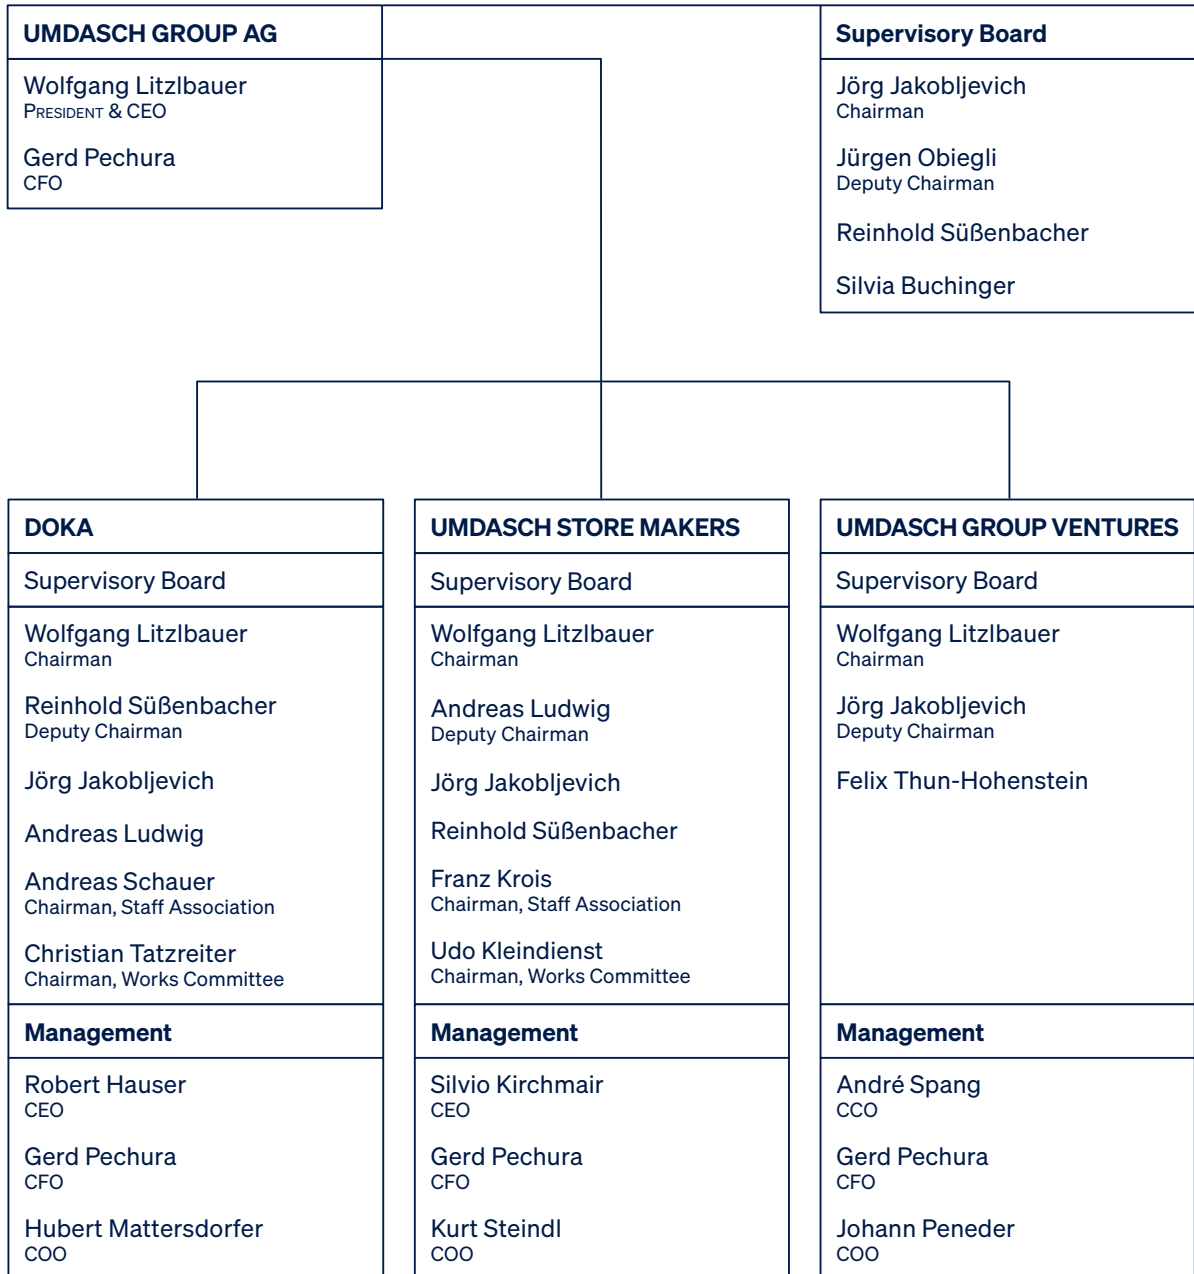 UMDASCH GROUP AG
Wolfgang Litzlbauer
PRESIDENT & CEO
Gerd Pechura
CFO
Supervisory Board
Jörg Jakobljevich
Chairman
Jürgen Obiegli
Deputy Chairman
Reinhold Süßenbacher
Silvia Buchinger
DOKA
Supervisory Board
Wolfgang Litzlbauer
Chairman
Reinhold Süßenbacher
Deputy Chairman
Jörg Jakobljevich
Andreas Ludwig
Andreas Schauer
Chairman, Staff Association
Christian Tatzreiter
Chairman, Works Committee
Management
Robert Hauser
CEO
Gerd Pechura
CFO
Hubert Mattersdorfer
COO
UMDASCH STORE MAKERS
Supervisory Board
Wolfgang Litzlbauer
Chairman
Andreas Ludwig
Deputy Chairman
Jörg Jakobljevich
Reinhold Süßenbacher
Franz Krois
Chairman, Staff Association
Udo Kleindienst
Chairman, Works Committee
Management
Silvio Kirchmair
CEO
Gerd Pechura
CFO
Kurt Steindl
COO
UMDASCH GROUP VENTURES
Supervisory Board
Wolfgang Litzlbauer
Chairman
Jörg Jakobljevich
Deputy Chairman
Felix Thun-Hohenstein
Management
André Spang
CCO
Gerd Pechura
CFO
Johann Peneder
COO